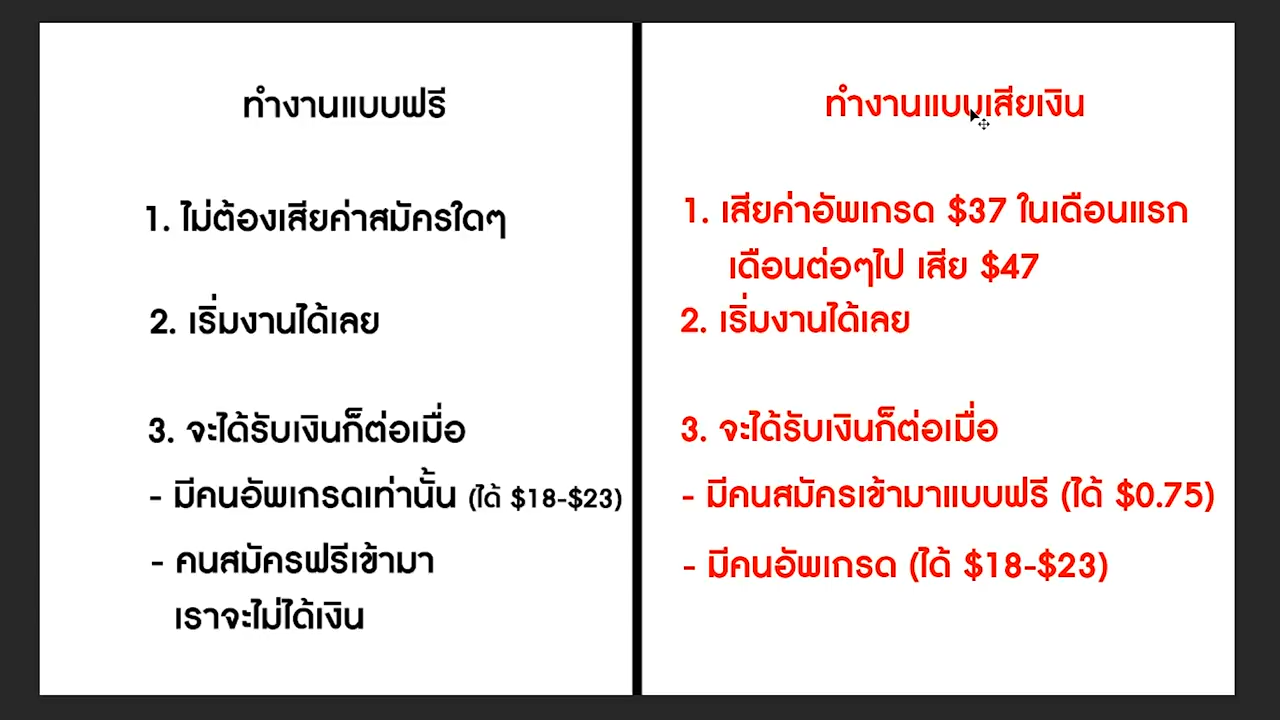 ทำงานแบบฟรี
1. ไม่ต้องเสียค่าสมัครใดๆ
2. เริ่มงานได้เลย
3. จะได้รับเงินก็ต่อเมื่อ
- มีคนอัพเกรดเท่านั้น (ได้ $18-$23)
- คนสมัครฟรีเข้ามา
เราจะไม่ได้เงิน
ทำงานแบบเสียเงิน
1. เสียค่าอัพเกรด $37 ในเดือนแรก
เดือนต่อๆไป เสีย $47
2. เริ่มงานได้เลย
3. จะได้รับเงินก็ต่อเมื่อ
- มีคนสมัครเข้ามาแบบฟรี (ได้ $0.75)
- มีคนอัพเกรด (ได้ $18-$23)